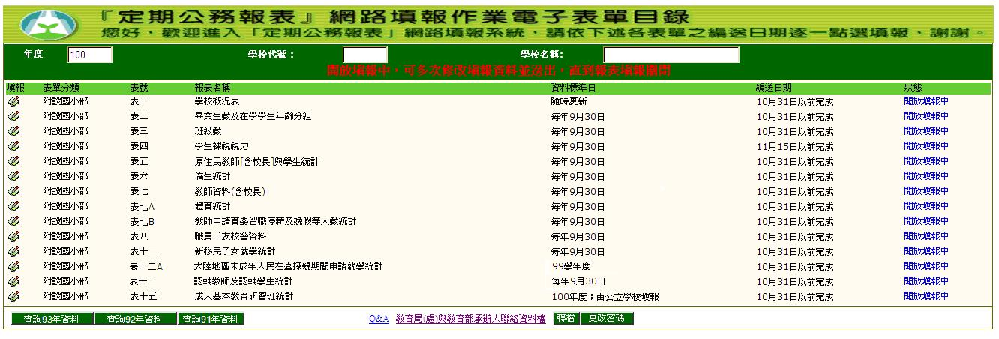 『定期公務報表』網路填報作業電子表單目錄
您好，歡迎進入「定期公務報表」網路填報系統，請依下述各表單之編送日期逐一點選填報，謝謝。
年度 100 學校代號： 學校名稱：
開放填報中，可多次修改填報資料並送出，直到報表填報關閉
填報 表單分類 表號 報表名稱 資料標準日 編送日期 狀態
附設國小部 表一 學校概況表 隨時更新 10月31日以前完成 開放填報中
附設國小部 表二 畢業生數及在學學生年齡分組 每年9月30日 10月31日以前完成 開放填報中
附設國小部 表三 班級數 每年9月30日 10月31日以前完成 開放填報中
附設國小部 表四 學生裸視視力 每年9月30日 11月15日以前完成 開放填報中
附設國小部 表五 原住民教師[含校長]與學生統計 每年9月30日 10月31日以前完成 開放填報中
附設國小部 表六 僑生統計 每年9月30日 10月31日以前完成 開放填報中
附設國小部 表七 教師資料(含校長) 每年9月30日 10月31日以前完成 開放填報中
附設國小部 表七A 體育統計 每年9月30日 10月31日以前完成 開放填報中
附設國小部 表七B 教師申請育嬰留職停薪及娩假等人數統計 每年9月30日 10月31日以前完成 開放填報中
附設國小部 表八 職員工友校警資料 每年9月30日 10月31日以前完成 開放填報中
附設國小部 表十二 新移民子女就學統計 每年9月30日 10月31日以前完成 開放填報中
附設國小部 表十二A 大陸地區未成年人民在臺探親期間申請就學統計 99學年度 10月31日以前完成 開放填報中
附設國小部 表十三 認輔教師及認輔學生統計 每年9月30日 10月31日以前完成 開放填報中
附設國小部 表十五 成人基本教育研習班統計 100年度；由公立學校填報 10月31日以前完成 開放填報中
查詢93年資料 查詢92年資料 查詢91年資料 Q&A 教育局(處)與教育部承辦人聯絡資料檔 轉檔 更改密碼